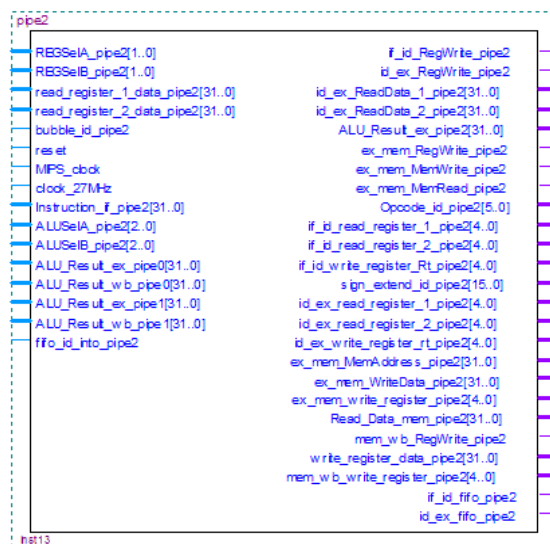 pipe2
REGSelA_pipe2[1..0]
REGSelB_pipe2[1..0]
read_register_1_data_pipe2[31..0]
read_register_2_data_pipe2[31..0]
bubble_id_pipe2
reset
MIPS_clock
clock_27MHz
Instruction_if_pipe2[31..0]
ALUSelA_pipe2[2..0]
ALUSelB_pipe2[2..0]
ALU_Result_ex_pipe0[31..0]
ALU_Result_wb_pipe0[31..0]
ALU_Result_ex_pipe1[31..0]
ALU_Result_wb_pipe1[31..0]
fifo_id_into_pipe2
if_id_RegWrite_pipe2
id_ex_RegWrite_pipe2
id_ex_ReadData_1_pipe2[31..0]
id_ex_ReadData_2_pipe2[31..0]
ALU_Result_ex_pipe2[31..0]
ex_mem_RegWrite_pipe2
ex_mem_MemWrite_pipe2
ex_mem_MemRead_pipe2
Opcode_id_pipe2[5..0]
if_id_read_register_1_pipe2[4..0]
if_id_read_register_2_pipe2[4..0]
if_id_write_register_Rt_pipe2[4..0]
sign_extend_id_pipe2[15..0]
id_ex_read_register_1_pipe2[4..0]
id_ex_read_register_2_pipe2[4..0]
id_ex_write_register_rt_pipe2[4..0]
ex_mem_MemAddress_pipe2[31..0]
ex_mem_WriteData_pipe2[31..0]
ex_mem_write_register_pipe2[4..0]
Read_Data_mem_pipe2[31..0]
mem_wb_RegWrite_pipe2
write_register_data_pipe2[31..0]
mem_wb_write_register_pipe2[4..0]
if_id_fifo_pipe2
id_ex_fifo_pipe2
inst13